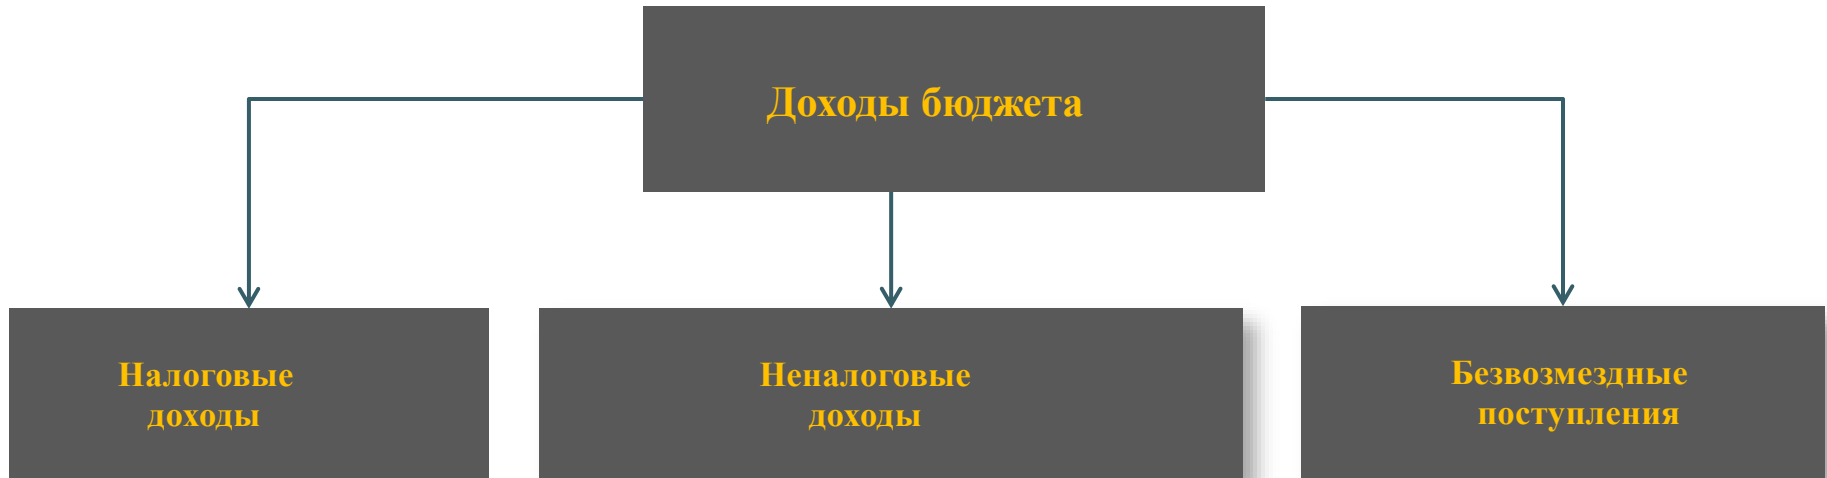 Доходы бюджета
Налоговые
доходы
Неналоговые
доходы
Безвозмездные
поступления